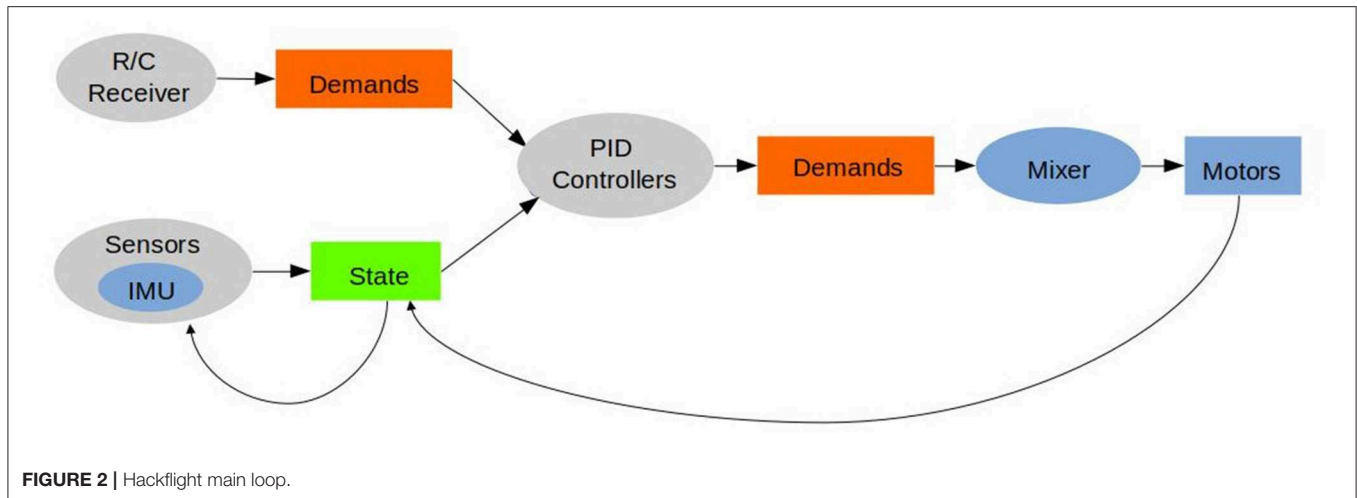 R/C
Receiver
Demands
PID
Controllers
Demands
Mixer
Motors
Sensors
IMU
State
FIGURE 2 | Hackflight main loop.